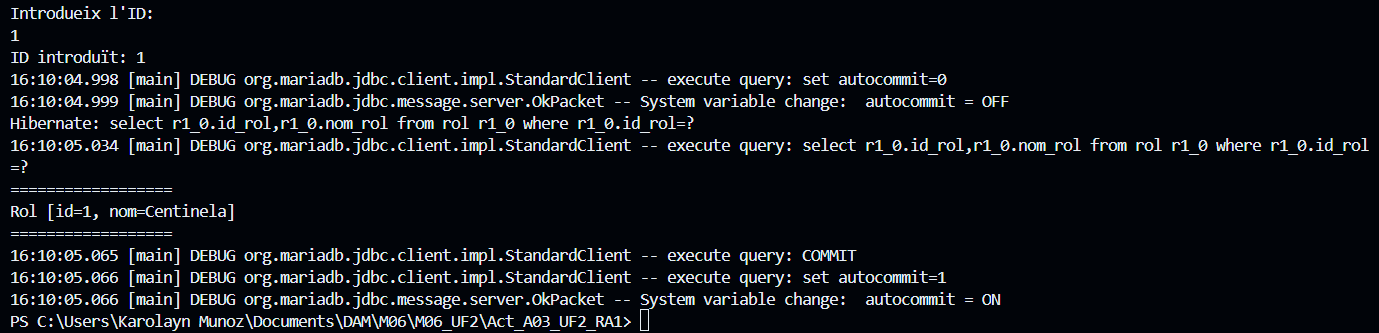 Introdueix l'ID:
1
ID introduït: 1
16:10:04.998 [main] DEBUG org.mariadb.jdbc.client.impl.StandardClient -- execute query: set autocommit=0
16:10:04.999 [main] DEBUG org.mariadb.jdbc.message.server.OkPacket -- System variable change:  autocommit = OFF
Hibernate: select r1_0.id_rol,r1_0.nom_rol from rol r1_0 where r1_0.id_rol=?
16:10:05.034 [main] DEBUG org.mariadb.jdbc.client.impl.StandardClient -- execute query: select r1_0.id_rol,r1_0.nom_rol from rol r1_0 where r1_0.id_rol
=?
==================
Rol [id=1, nom=Centinela]
==================
16:10:05.065 [main] DEBUG org.mariadb.jdbc.client.impl.StandardClient -- execute query: COMMIT
16:10:05.066 [main] DEBUG org.mariadb.jdbc.client.impl.StandardClient -- execute query: set autocommit=1
16:10:05.066 [main] DEBUG org.mariadb.jdbc.message.server.OkPacket -- System variable change:  autocommit = ON
PS C:\Users\Karolayn Munoz\Documents\DAM\M06\M06_UF2\Act_A03_UF2_RA1>